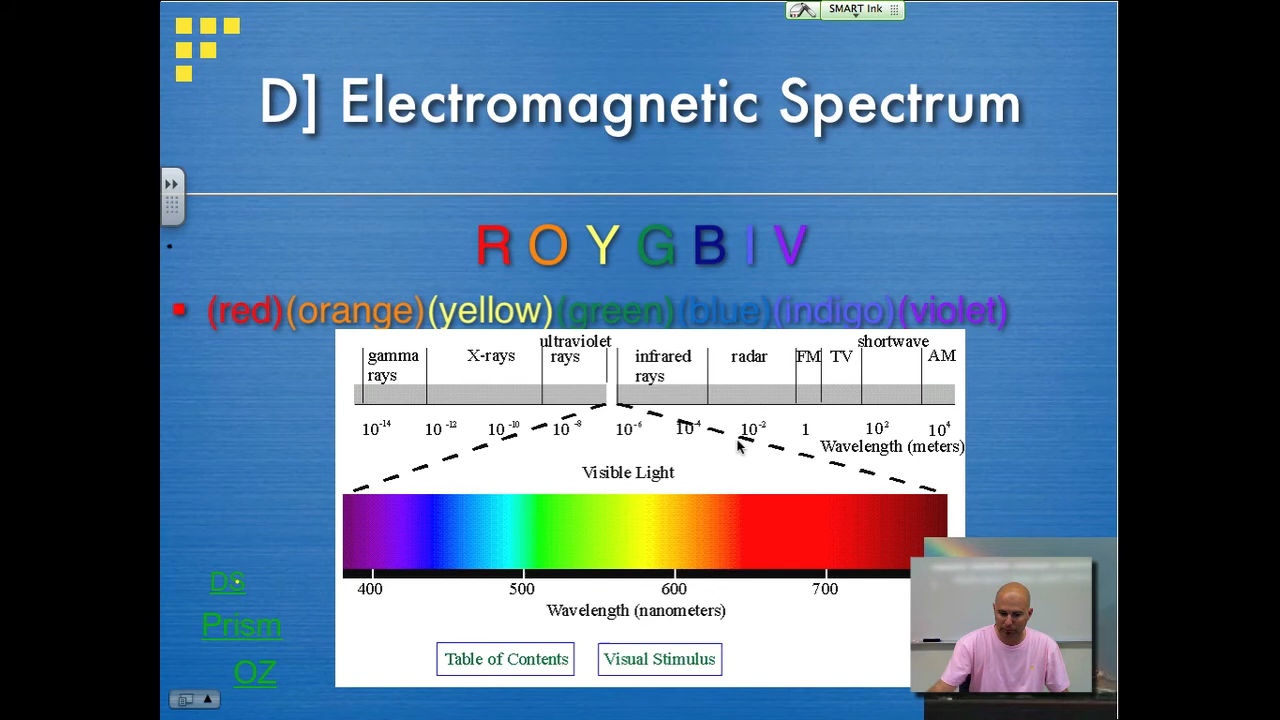 SMART Ink
D] Electromagnetic Spectrum
R O Y G B I V
(red)(orange)(yellow)(green)(blue)(indigo)(violet)
gamma rays
X-rays
ultraviolet rays
infrared rays
radar
FM
TV
shortwave
AM
10-14 10-12 10-10 10-8 10-6 10-4 10-2 1 102 104
Wavelength (meters)
Visible Light
400 500 600 700
Wavelength (nanometers)
Table of Contents
Visual Stimulus
DS
Prism
OZ